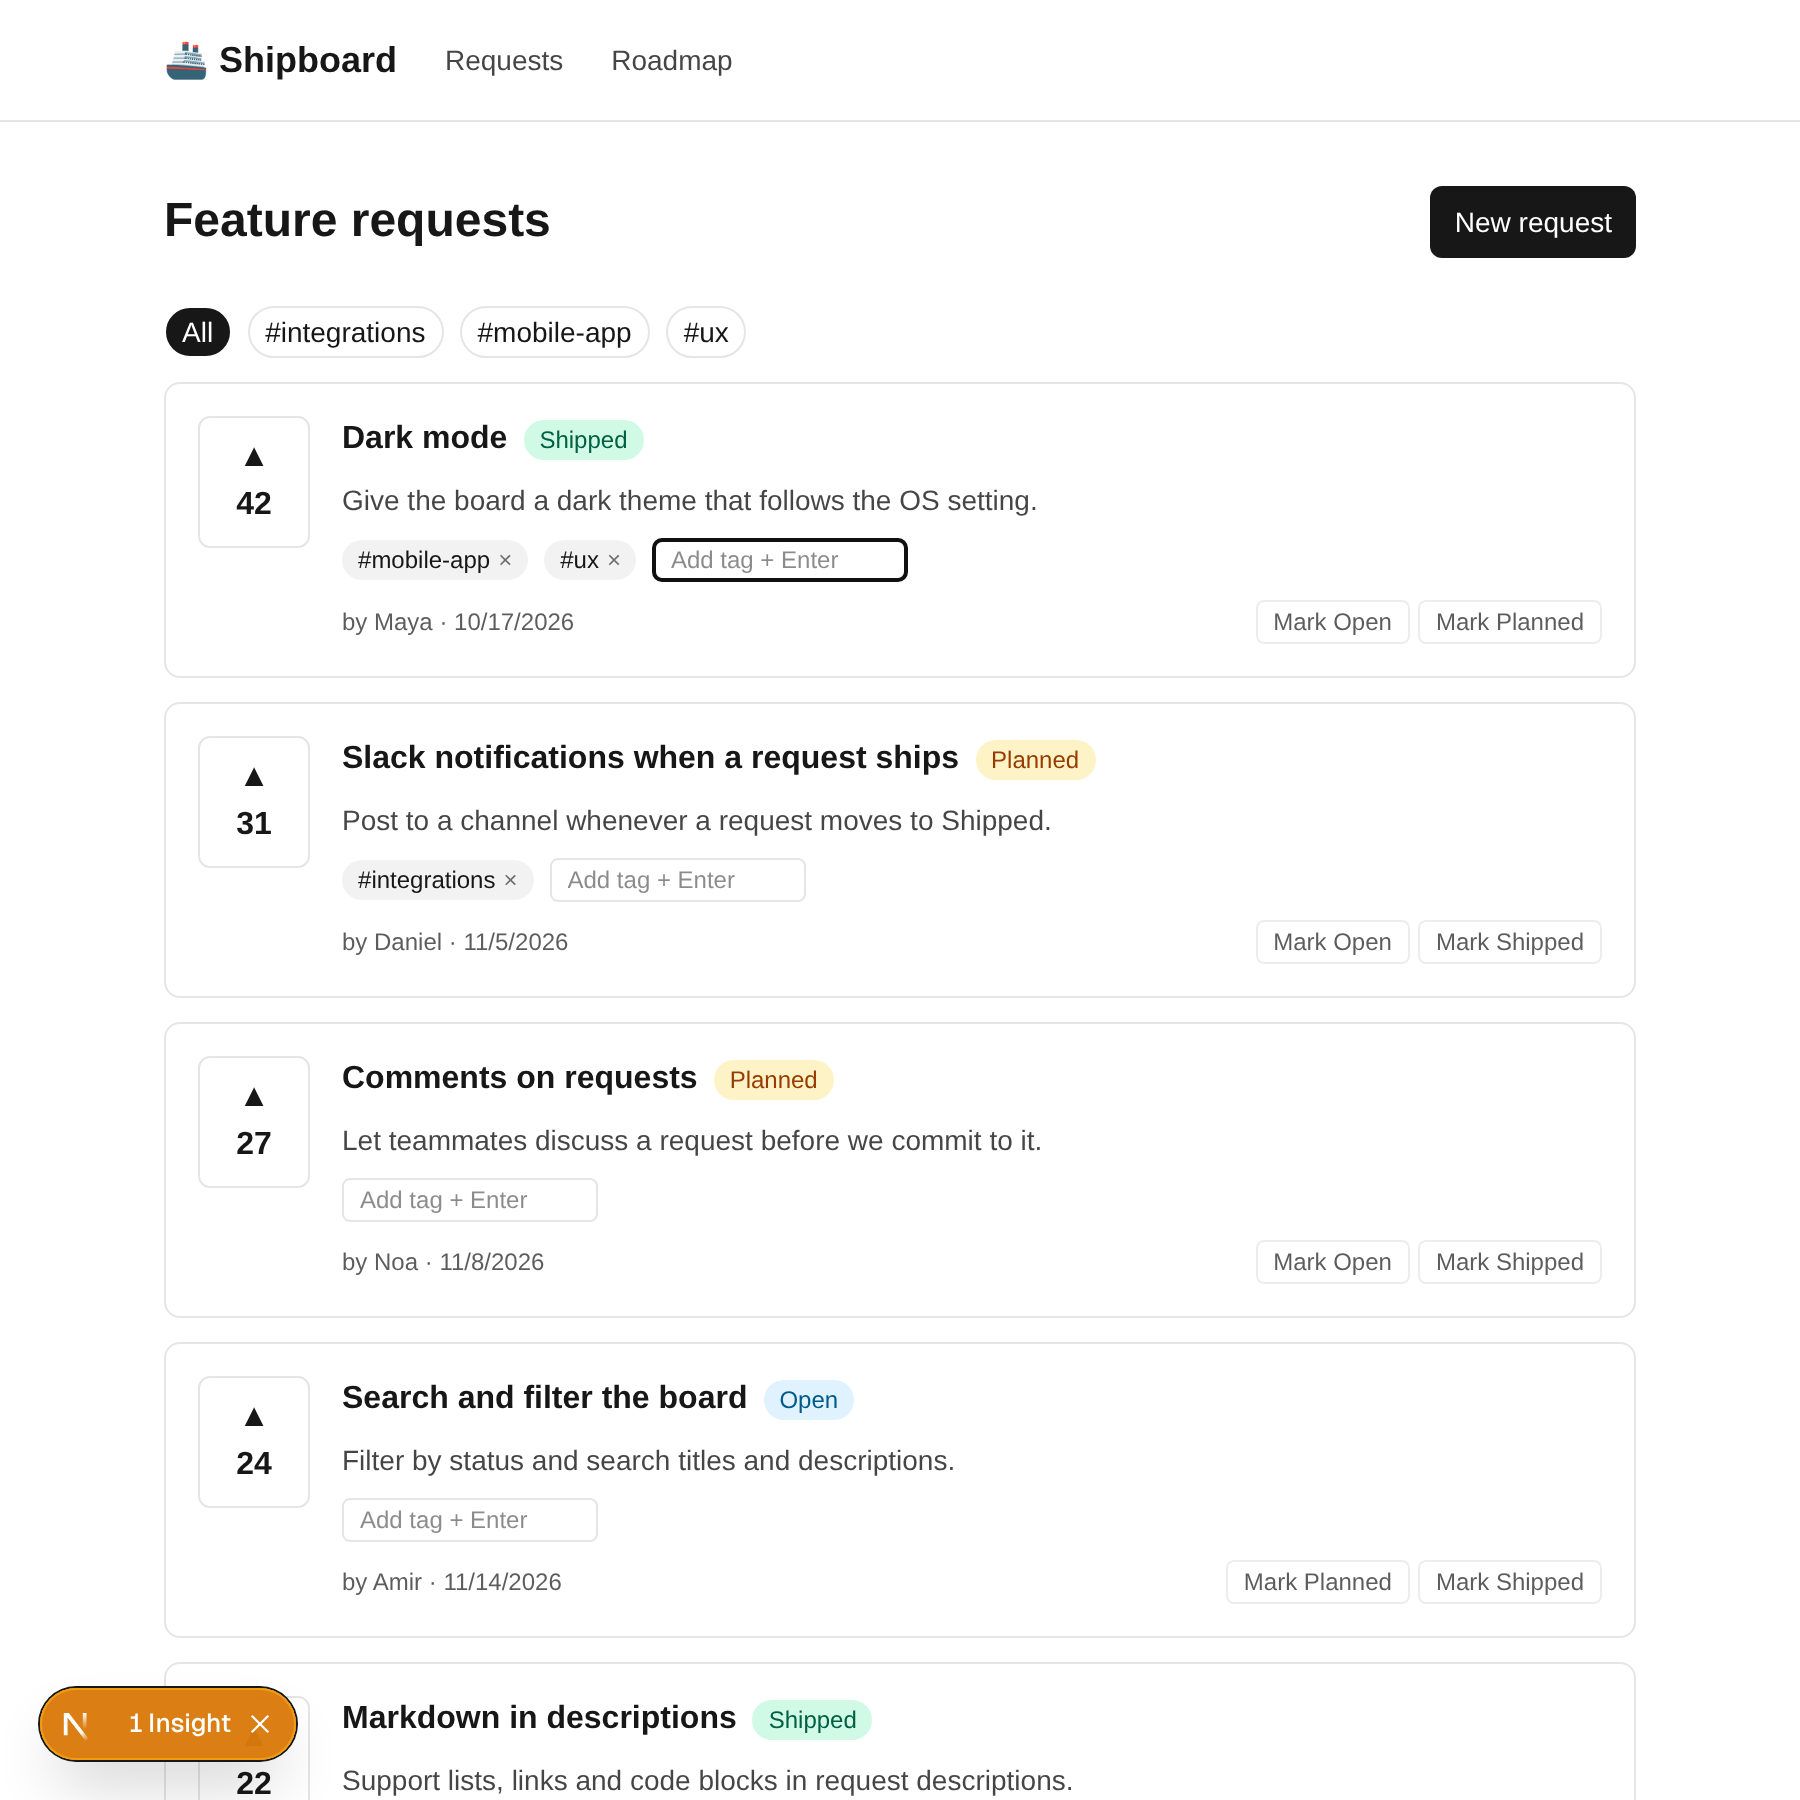 🚢 Shipboard Requests Roadmap
Feature requests New request
All #integrations #mobile-app #ux
▲
42
Dark mode Shipped
Give the board a dark theme that follows the OS setting.
#mobile-app × #ux × Add tag + Enter
by Maya · 10/17/2026 Mark Open Mark Planned
▲
31
Slack notifications when a request ships Planned
Post to a channel whenever a request moves to Shipped.
#integrations × Add tag + Enter
by Daniel · 11/5/2026 Mark Open Mark Shipped
▲
27
Comments on requests Planned
Let teammates discuss a request before we commit to it.
Add tag + Enter
by Noa · 11/8/2026 Mark Open Mark Shipped
▲
24
Search and filter the board Open
Filter by status and search titles and descriptions.
Add tag + Enter
by Amir · 11/14/2026 Mark Planned Mark Shipped
N 1 Insight ×
22
Markdown in descriptions Shipped
Support lists, links and code blocks in request descriptions.